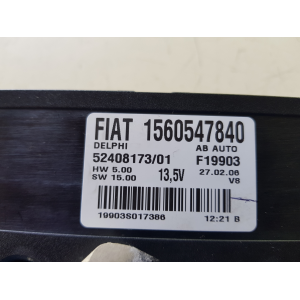 FIAT 1560547840
DELPHI AB AUTO
52408173/01 F19903
HW 5.00 13,5V 27.02.06
SW 15.00 V8
19903S017386 12:21 B